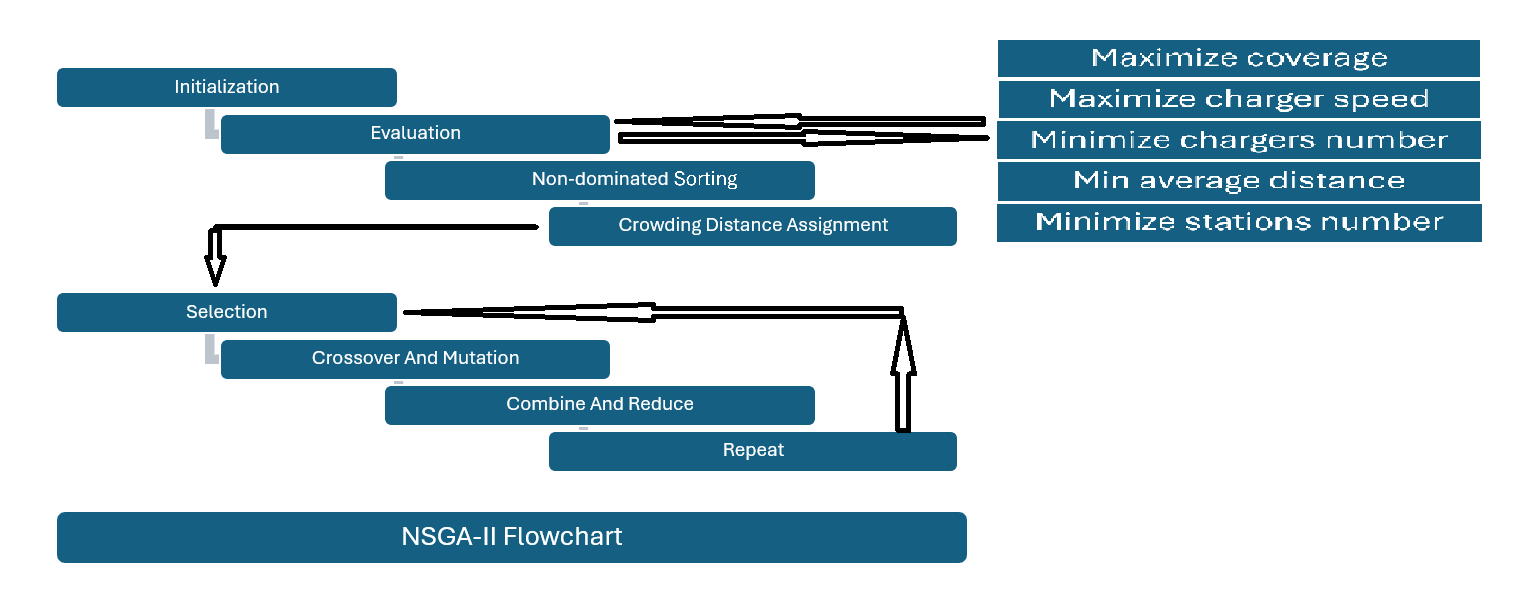 Initialization
Evaluation
Non-dominated Sorting
Crowding Distance Assignment
Maximize coverage
Maximize charger speed
Minimize chargers number
Min average distance
Minimize stations number
Selection
Crossover And Mutation
Combine And Reduce
Repeat
NSGA-II Flowchart